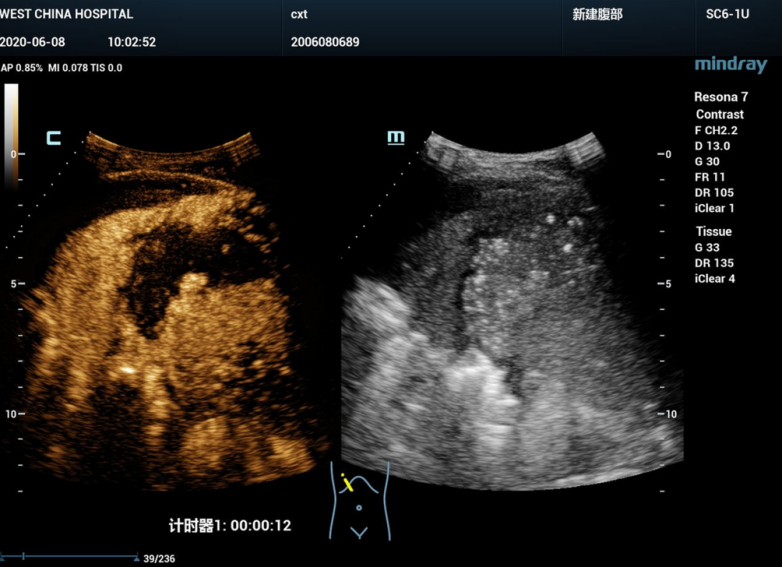 WEST CHINA HOSPITAL cxt 新建腹部 SC6-1U
2020-06-08 10:02:52 2006080689
AP 0.85% MI 0.078 TIS 0.0
mindray
Resona 7
Contrast
F CH2.2
D 13.0
G 30
FR 11
DR 105
iClear 1
Tissue
G 33
DR 135
iClear 4
C
m
0
5
10
0
5
10
计时器1: 00:00:12
39/236